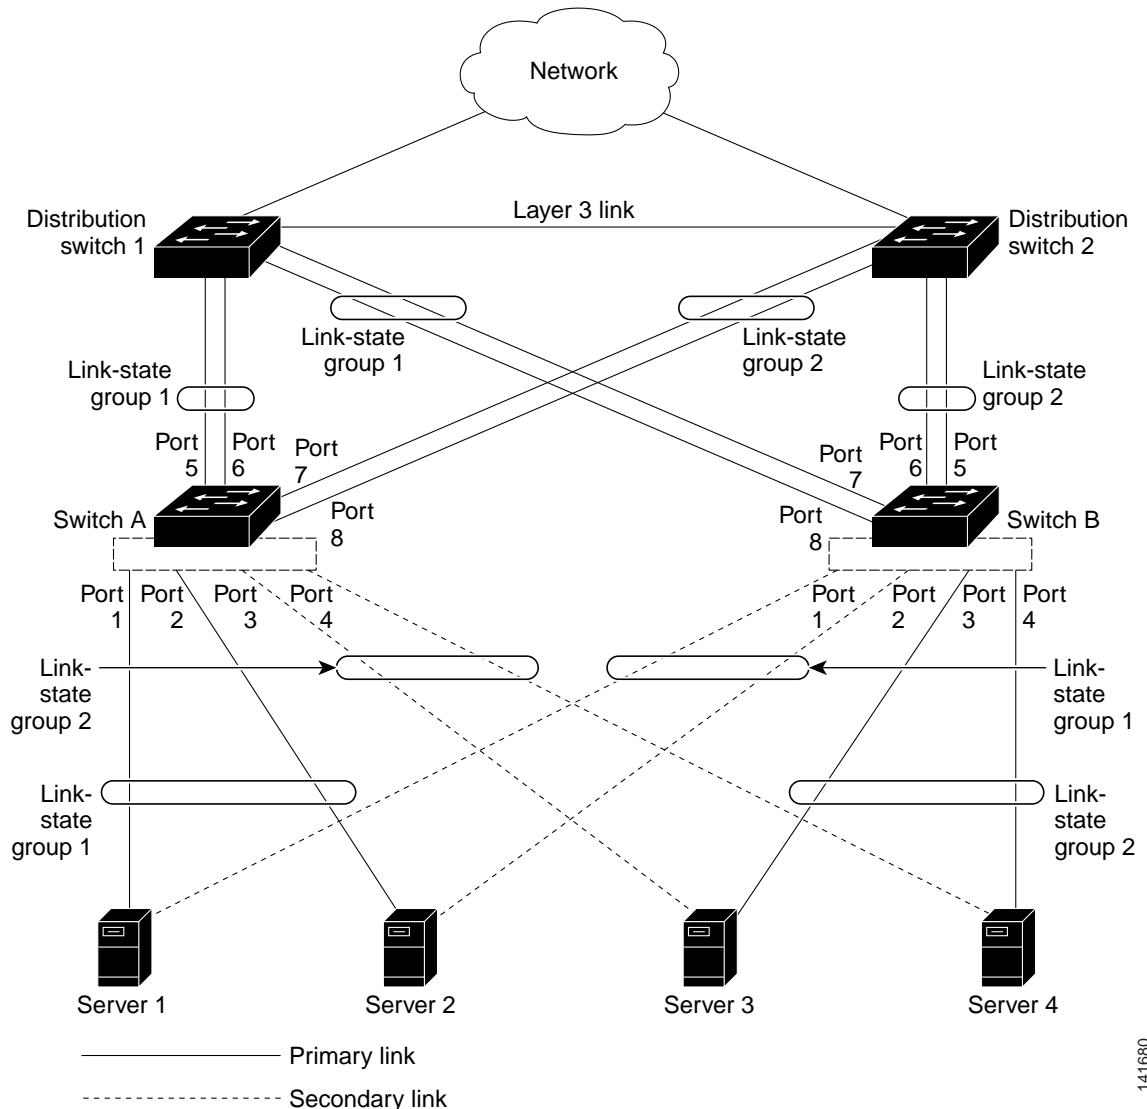 Network
Layer 3 link
Distribution
switch 1
Distribution
switch 2
Link-state
group 1
Link-state
group 2
Link-state
group 1
Link-state
group 2
Port
5
Port
6
Port
7
Port
8
Port
7
Port
6
Port
5
Port
8
Switch A
Switch B
Port
1
Port
2
Port
3
Port
4
Port
1
Port
2
Port
3
Port
4
Link-
state
group 2
Link-
state
group 1
Link-
state
group 1
Link-
state
group 2
Server 1
Server 2
Server 3
Server 4
Primary link
Secondary link
141680